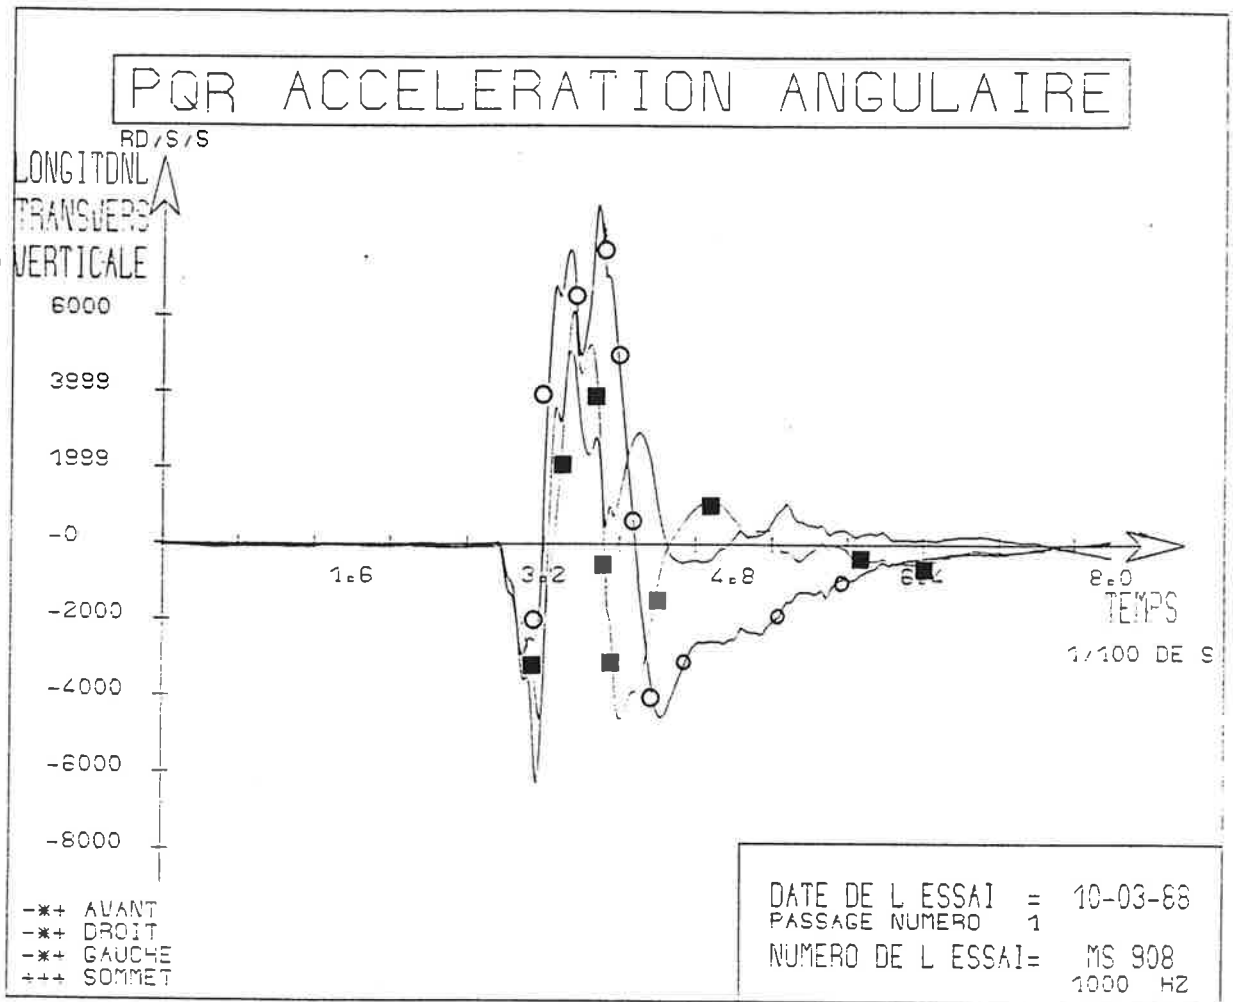 PQR ACCELERATION ANGULAIRE
RD/S/S
LONGITDNL
TRANSVERS
VERTICALE
6000
3999
1999
-0
-2000
-4000
-6000
-8000
1.6
3.2
4.8
6.4
8.0
TEMPS
1/100 DE S
-*+ AVANT
-*+ DROIT
-*+ GAUCHE
+++ SOMMET
DATE DE L ESSAI = 10-03-88
PASSAGE NUMERO 1
NUMERO DE L ESSAI= MS 908
1000 HZ